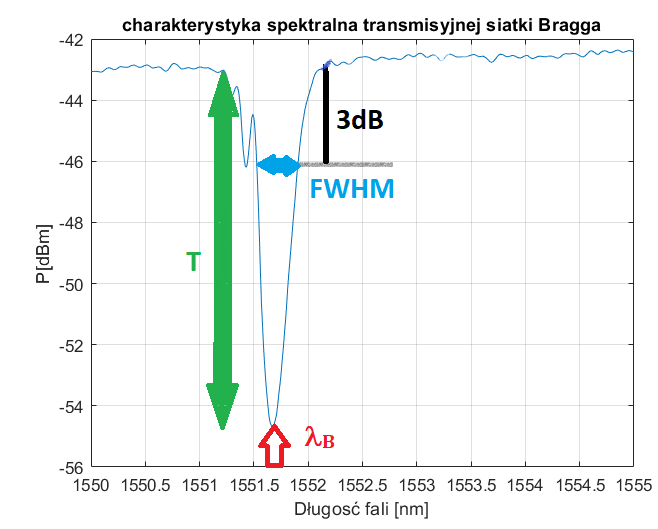 charakterystyka spektralna transmisyjnej siatki Bragga
-42
-44
-46
-48
-50
-52
-54
-56
P[dBm]
3dB
FWHM
T
λB
1550 1550.5 1551 1551.5 1552 1552.5 1553 1553.5 1554 1554.5 1555
Długość fali [nm]